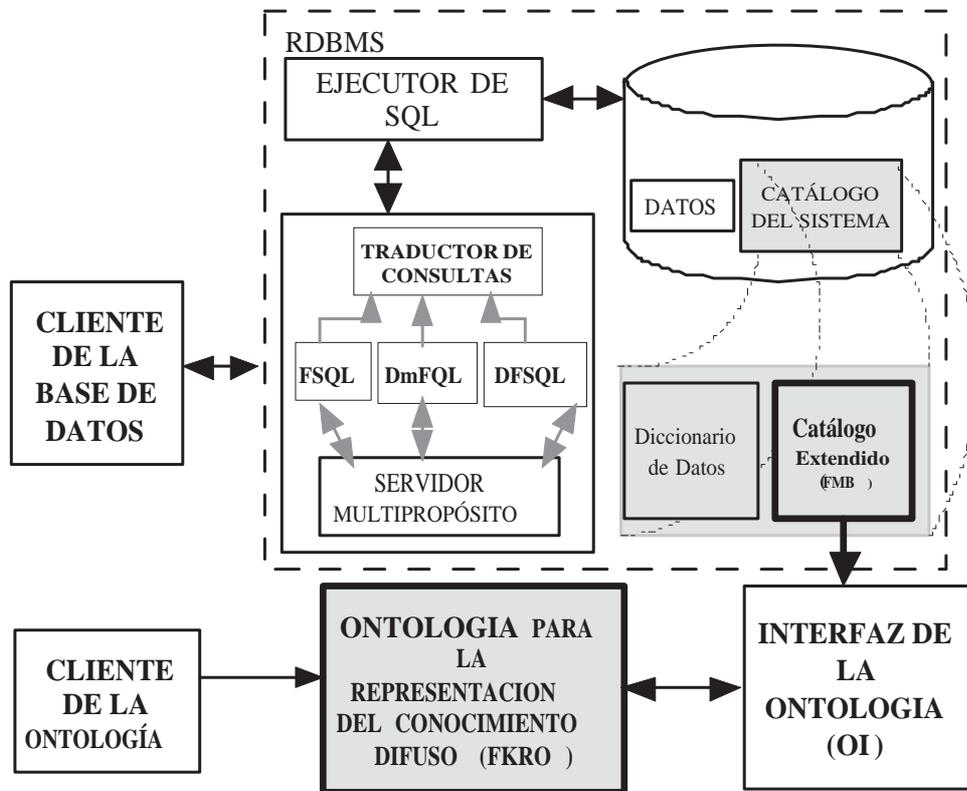 RDBMS
EJECUTOR DE
SQL
DATOS
CATÁLOGO
DEL SISTEMA
TRADUCTOR DE
CONSULTAS
FSQL
DmFQL
DFSQL
SERVIDOR
MULTIPROPÓSITO
CLIENTE
DE LA
BASE DE
DATOS
Diccionario
de Datos
Catálogo
Extendido
(FMB )
CLIENTE
DE LA
ONTOLOGÍA
ONTOLOGIA PARA
LA
REPRESENTACION
DEL CONOCIMIENTO
DIFUSO (FKRO )
INTERFAZ DE
LA
ONTOLOGIA
(OI )